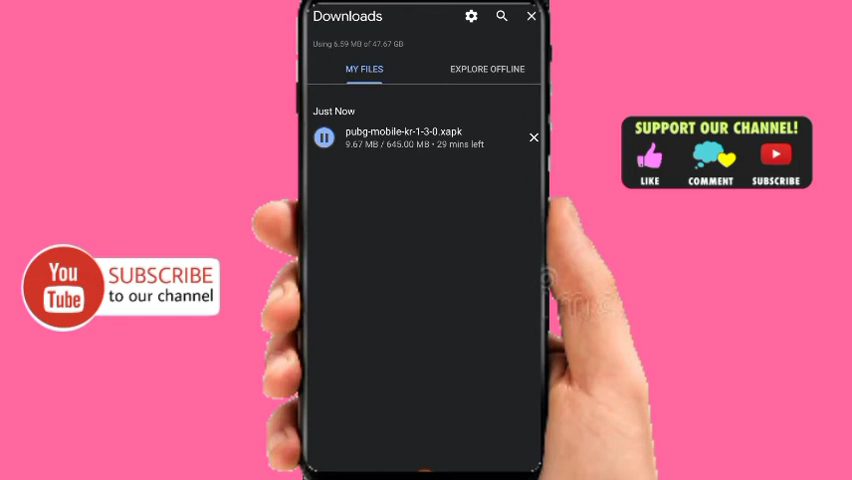 Downloads
Using 6.59 MB of 47.67 GB
MY FILES
EXPLORE OFFLINE
Just Now
pubg-mobile-kr-1-3-0.xapk
9.67 MB / 645.00 MB • 29 mins left
SUPPORT OUR CHANNEL!
LIKE
COMMENT
SUBSCRIBE
You
Tube
SUBSCRIBE
to our channel